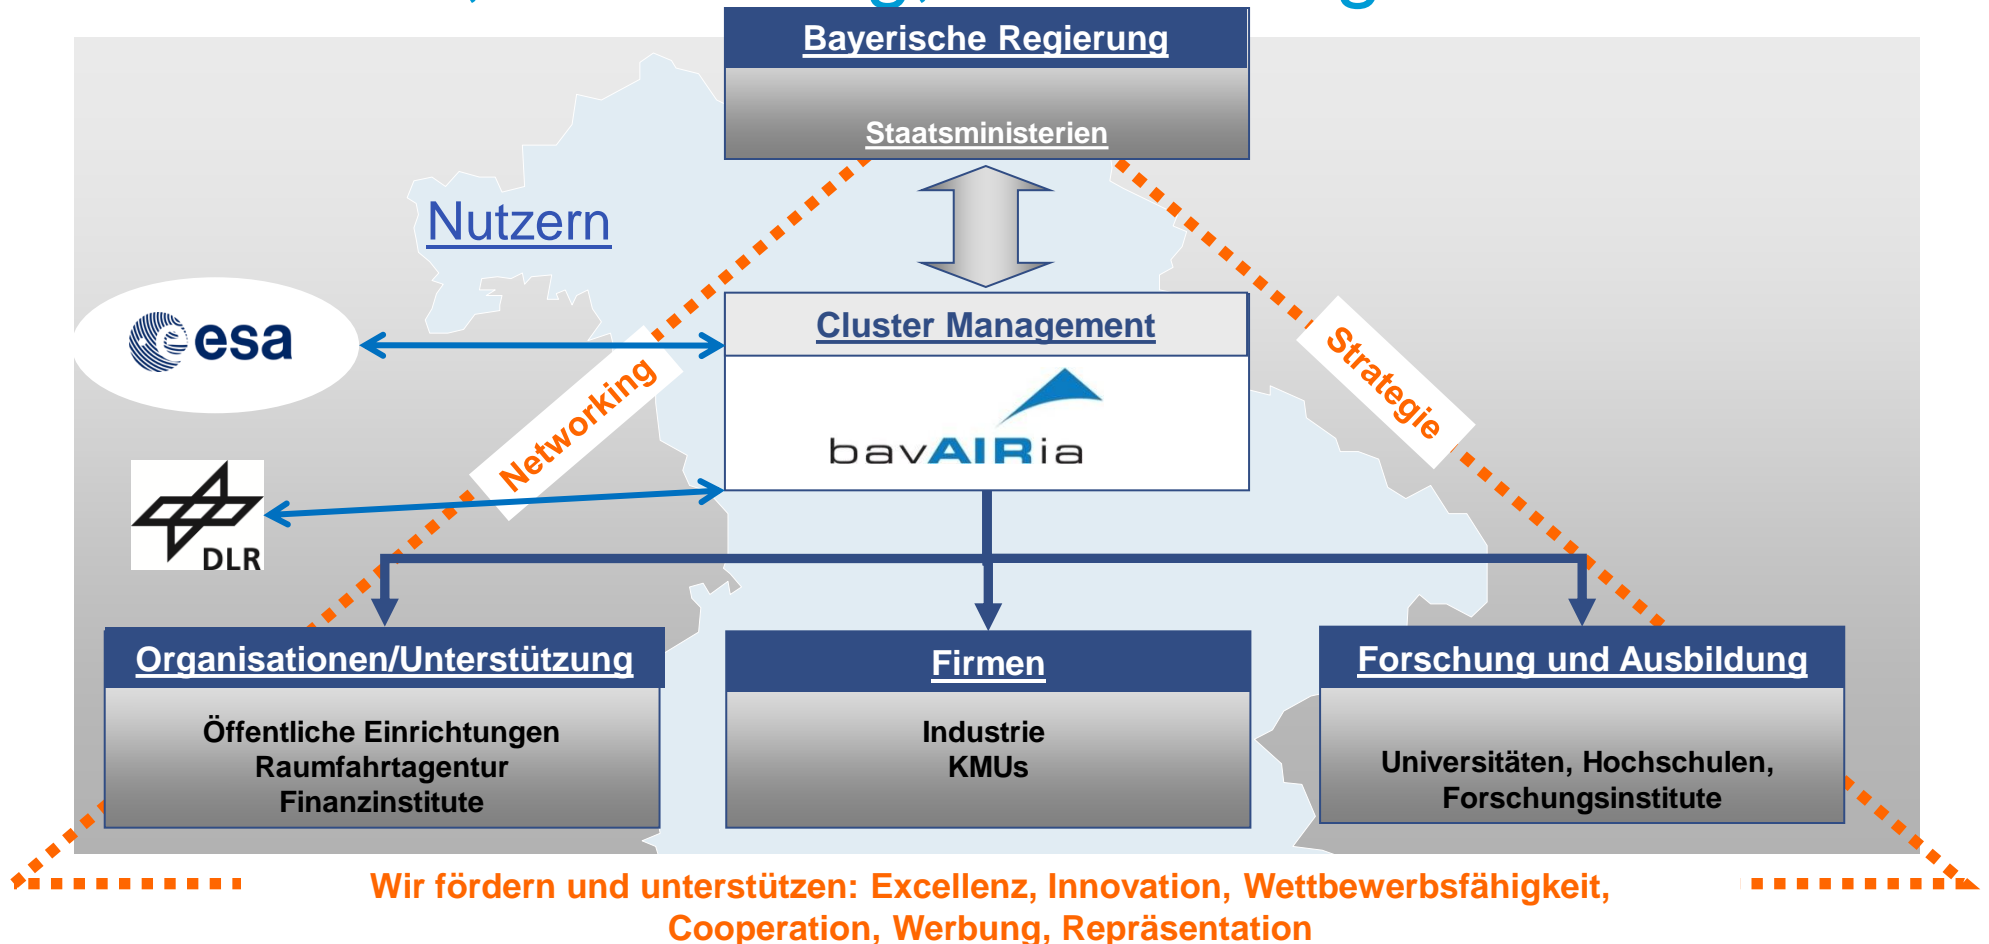 Bayerische Regierung
Staatsministerien
Nutzern
esa
Cluster Management
Networking
Strategie
bavAIRia
DLR
Organisationen/Unterstützung
Öffentliche Einrichtungen
Raumfahrtagentur
Finanzinstitute
Firmen
Industrie
KMUs
Forschung und Ausbildung
Universitäten, Hochschulen,
Forschungsinstitute
Wir fördern und unterstützen: Excellenz, Innovation, Wettbewerbsfähigkeit,
Cooperation, Werbung, Repräsentation